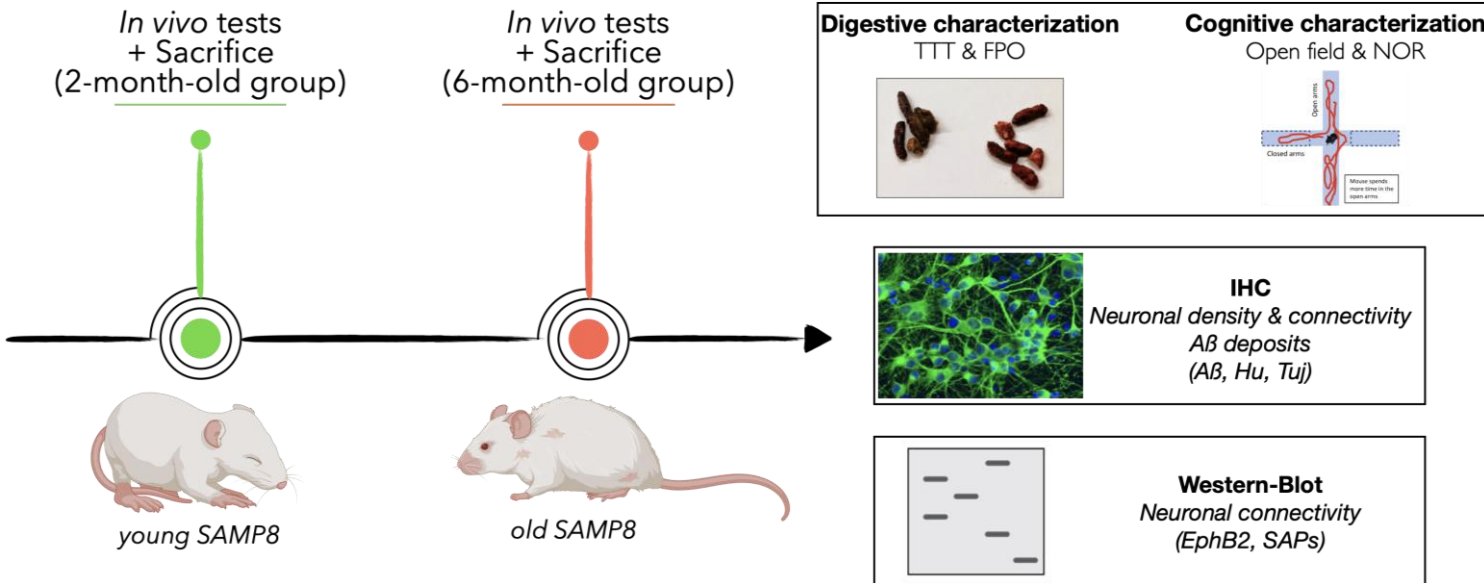 In vivo tests
+ Sacrifice
(2-month-old group)
In vivo tests
+ Sacrifice
(6-month-old group)
young SAMP8
old SAMP8
Digestive characterization
TTT & FPO
Cognitive characterization
Open field & NOR
Open arms
Closed arms
Mouse spends
more time in the
open arms
IHC
Neuronal density & connectivity
Aß deposits
(Aß, Hu, Tuj)
Western-Blot
Neuronal connectivity
(EphB2, SAPs)